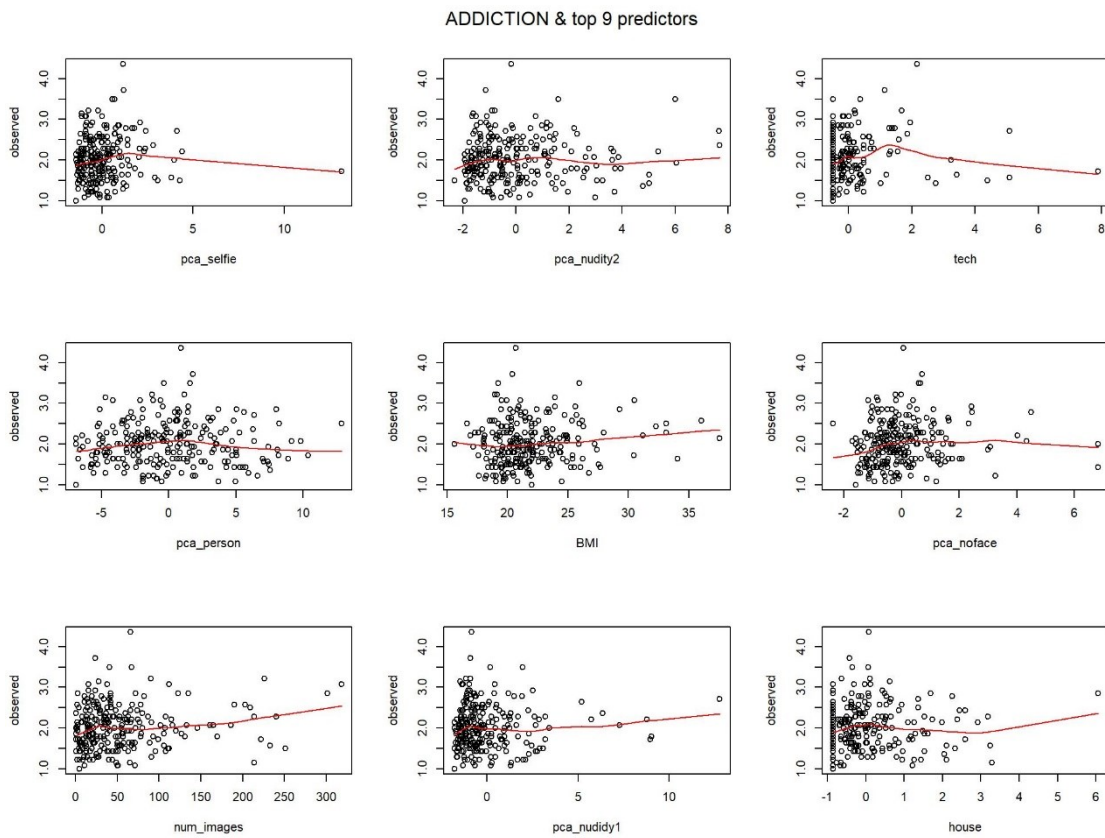 ADDICTION & top 9 predictors
observed
1.0 2.0 3.0 4.0
0 5 10
pca_selfie
observed
1.0 2.0 3.0 4.0
-2 0 2 4 6 8
pca_nudity2
observed
1.0 2.0 3.0 4.0
0 2 4 6 8
tech
observed
1.0 2.0 3.0 4.0
-5 0 5 10
pca_person
observed
1.0 2.0 3.0 4.0
15 20 25 30 35
BMI
observed
1.0 2.0 3.0 4.0
-2 0 2 4 6
pca_noface
observed
1.0 2.0 3.0 4.0
0 50 100 150 200 250 300
num_images
observed
1.0 2.0 3.0 4.0
0 5 10
pca_nudidy1
observed
1.0 2.0 3.0 4.0
-1 0 1 2 3 4 5 6
house